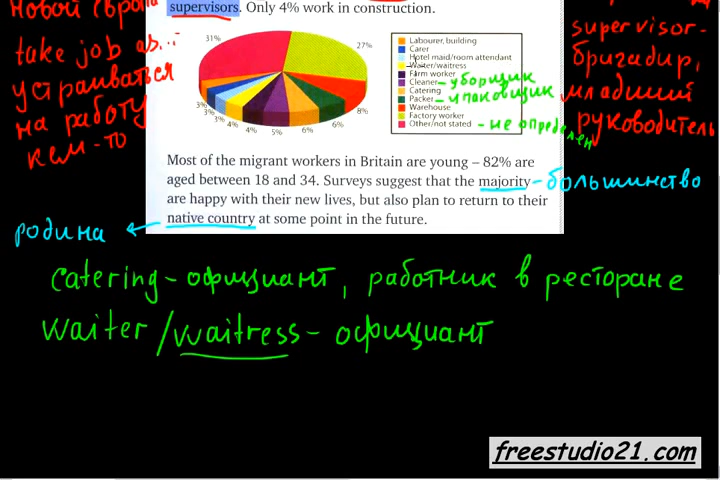 Новой Европы
take job as...
устраиваться
на работу
кем-то
supervisors. Only 4% work in construction.
supervisor-
бригадир,
младший
руководитель
31%
27%
8%
6%
6%
5%
4%
4%
3%
3%
3%
Labourer, building
Carer
Hotel maid/room attendant
Waiter/waitress
Farm worker
Cleaner - уборщик
Catering
Packer - упаковщик
Warehouse
Factory worker
Other/not stated - не определен
Most of the migrant workers in Britain are young – 82% are
aged between 18 and 34. Surveys suggest that the majority - большинство
are happy with their new lives, but also plan to return to their
native country at some point in the future.
родина
catering - официант, работник в ресторане
waiter/waitress - официант
freestudio21.com